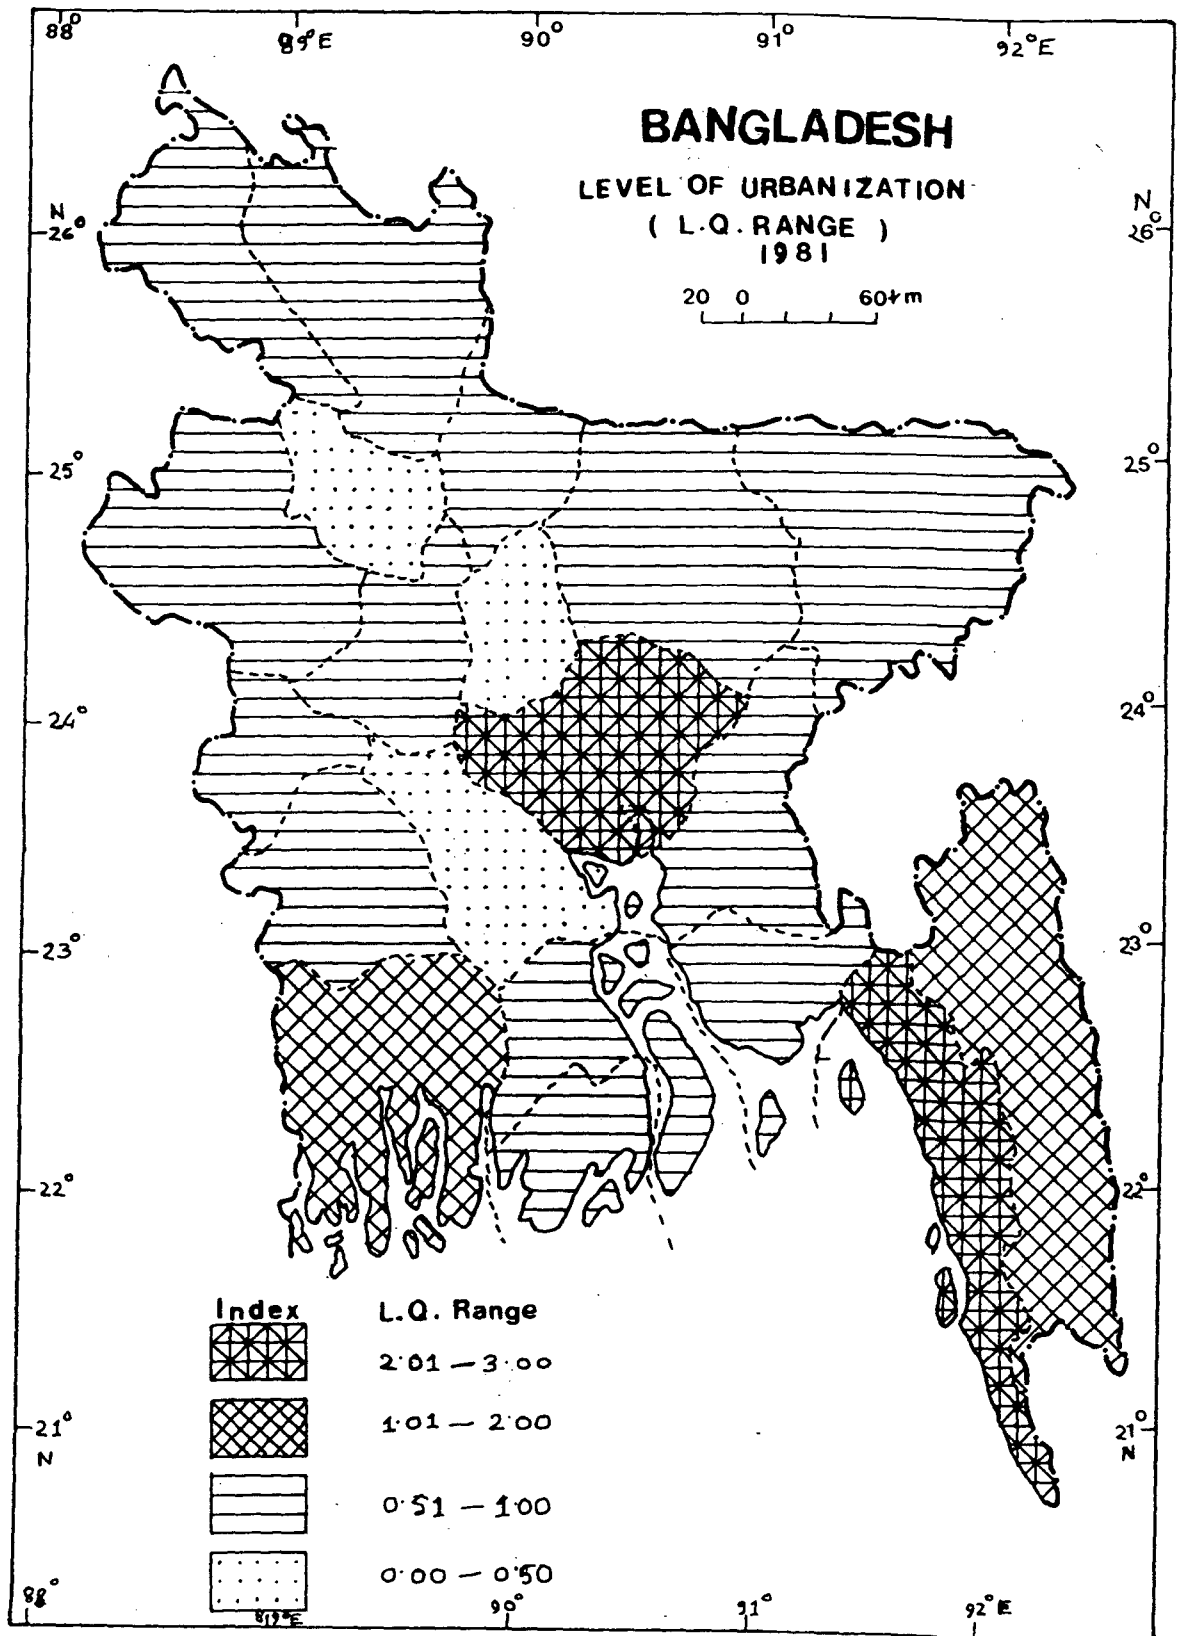 88° 89°E 90° 91° 92°E
BANGLADESH
LEVEL OF URBANIZATION
( L.Q. RANGE )
1981
20 0 60km
N N
26° 26°
25° 25°
24° 24°
23° 23°
22° 22°
Index L.Q. Range
2·01 — 3·00
1·01 — 2·00
21° 21°
N N
0·51 — 1·00
0·00 — 0·50
88° 89°E 90° 91° 92°E